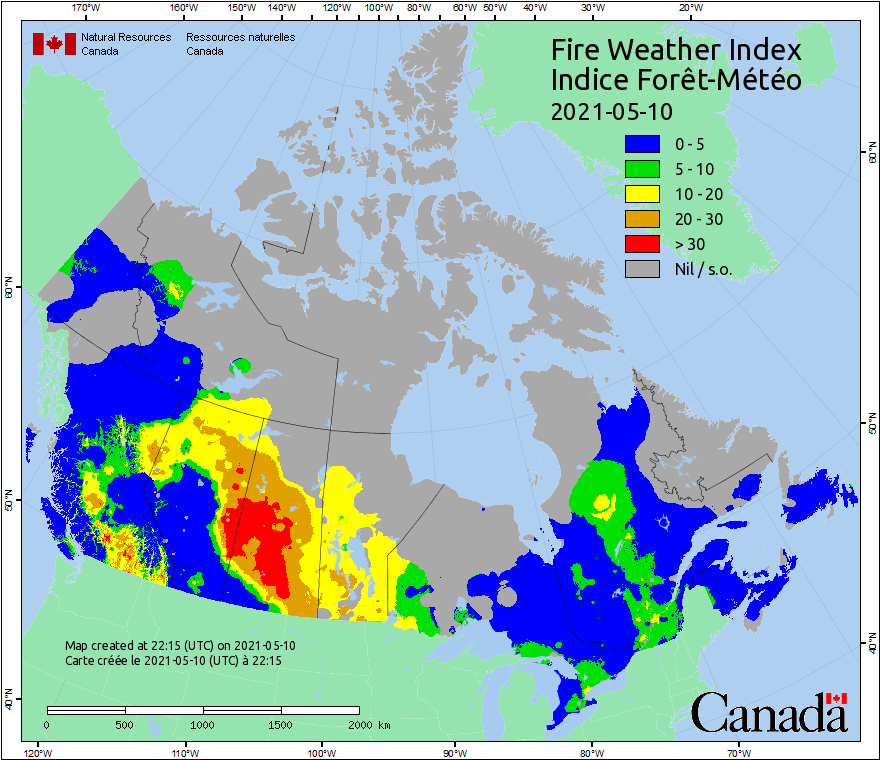 170°W 160°W 150°W 140°W 130°W 120°W 110°W 100°W 90°W 80°W 70°W 60°W 50°W 40°W 30°W 20°W
Natural Resources Canada
Ressources naturelles Canada
Fire Weather Index
Indice Forêt-Météo
2021-05-10
0 - 5
5 - 10
10 - 20
20 - 30
> 30
Nil / s.o.
60°N
60°N
50°N
50°N
40°N
40°N
Map created at 22:15 (UTC) on 2021-05-10
Carte créée le 2021-05-10 (UTC) à 22:15
0 500 1000 1500 2000 km
Canada
120°W 110°W 100°W 90°W 80°W 70°W